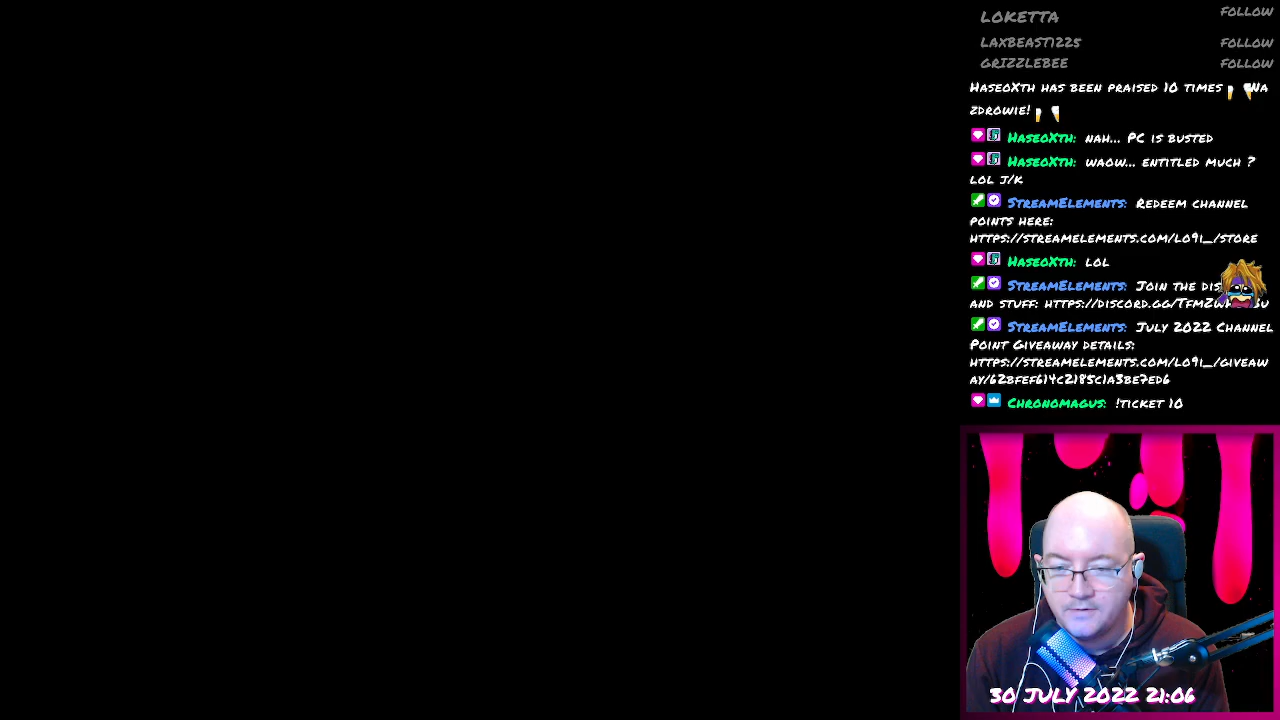 LOKETTA FOLLOW
LAXBEAST1225 FOLLOW
GRIZZLEBEE FOLLOW
HaseoXth has been praised 10 times Na
zdrowie!
HaseoXth: nah... PC is busted
HaseoXth: waow... entitled much ?
lol j/k
StreamElements: Redeem channel
points here:
https://streamelements.com/lo9i_/store
HaseoXth: lol
StreamElements: Join the
and stuff:
StreamElements: July 2022 Channel
Point Giveaway details:
https://streamelements.com/lo9i_/giveaw
ay/62bfef614c2185c1a3be7ed6
Chronomagus: !ticket 10
30 JULY 2022 21:06